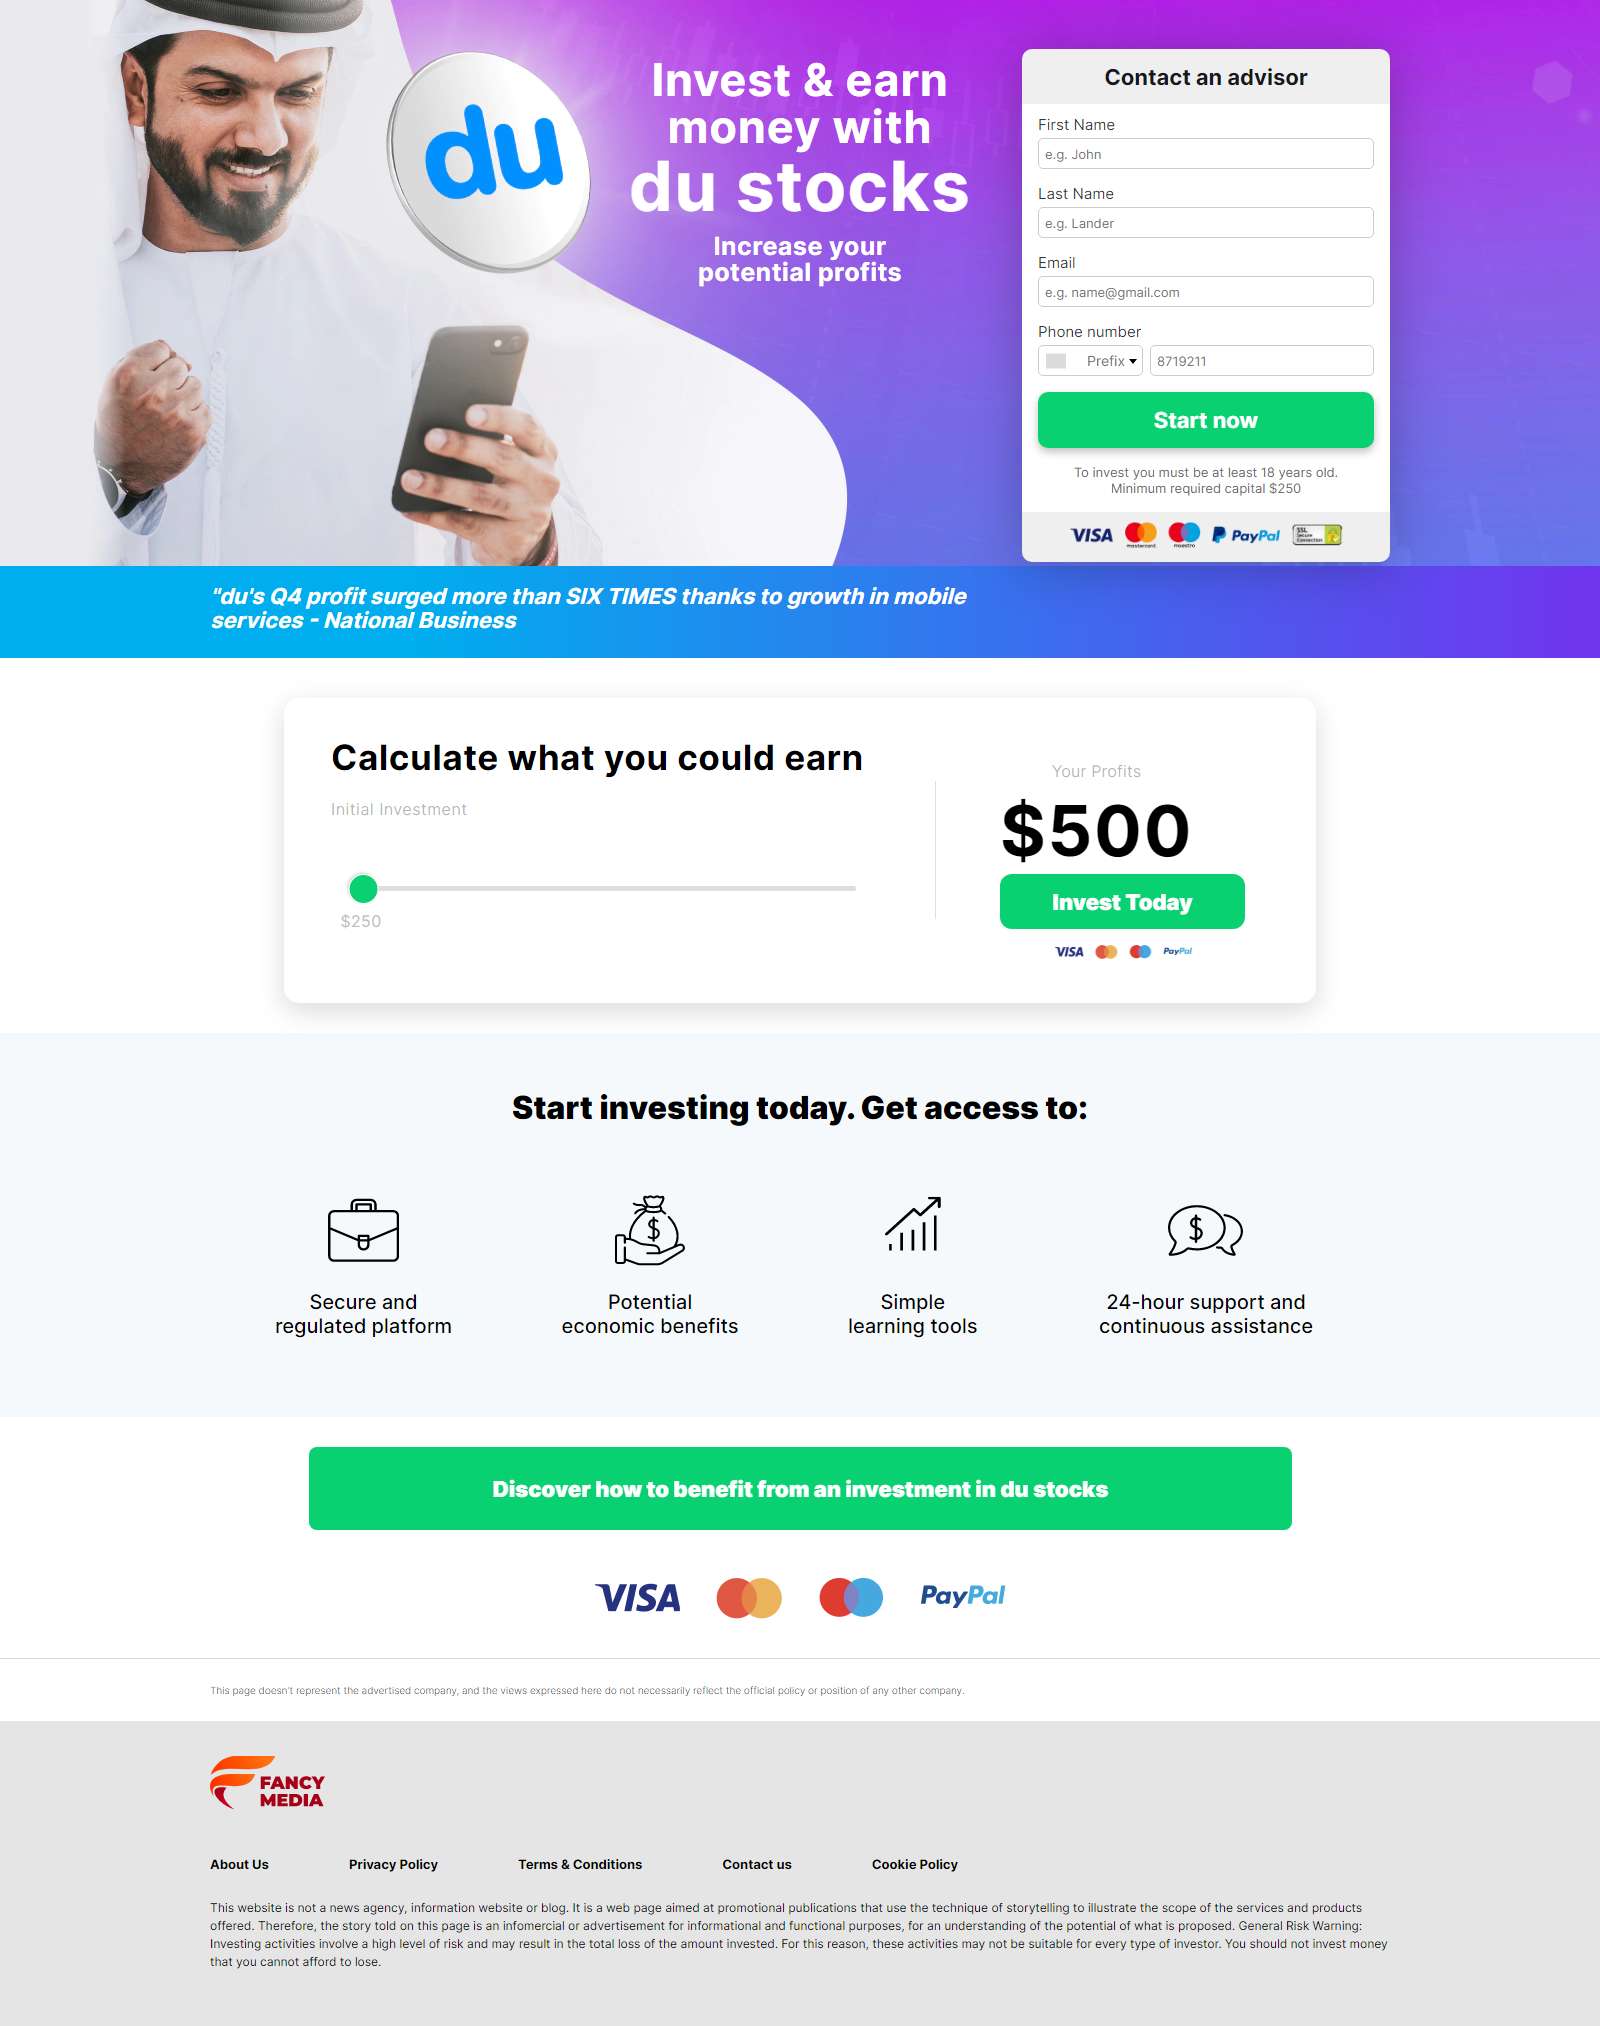 du
Invest & earn
money with
du stocks
Increase your
potential profits
Contact an advisor
First Name
e.g. John
Last Name
e.g. Lander
Email
e.g. name@gmail.com
Phone number
Prefix
8719211
Start now
To invest you must be at least 18 years old.
Minimum required capital $250
VISA mastercard maestro PayPal SSL Secure Connection
"du's Q4 profit surged more than SIX TIMES thanks to growth in mobile
services - National Business
Calculate what you could earn
Initial Investment
$250
Your Profits
$500
Invest Today
VISA PayPal
Start investing today. Get access to:
Secure and
regulated platform
Potential
economic benefits
Simple
learning tools
24-hour support and
continuous assistance
Discover how to benefit from an investment in du stocks
VISA PayPal
This page doesn't represent the advertised company, and the views expressed here do not necessarily reflect the official policy or position of any other company.
FANCY
MEDIA
About Us Privacy Policy Terms & Conditions Contact us Cookie Policy
This website is not a news agency, information website or blog. It is a web page aimed at promotional publications that use the technique of storytelling to illustrate the scope of the services and products
offered. Therefore, the story told on this page is an infomercial or advertisement for informational and functional purposes, for an understanding of the potential of what is proposed. General Risk Warning:
Investing activities involve a high level of risk and may result in the total loss of the amount invested. For this reason, these activities may not be suitable for every type of investor. You should not invest money
that you cannot afford to lose.